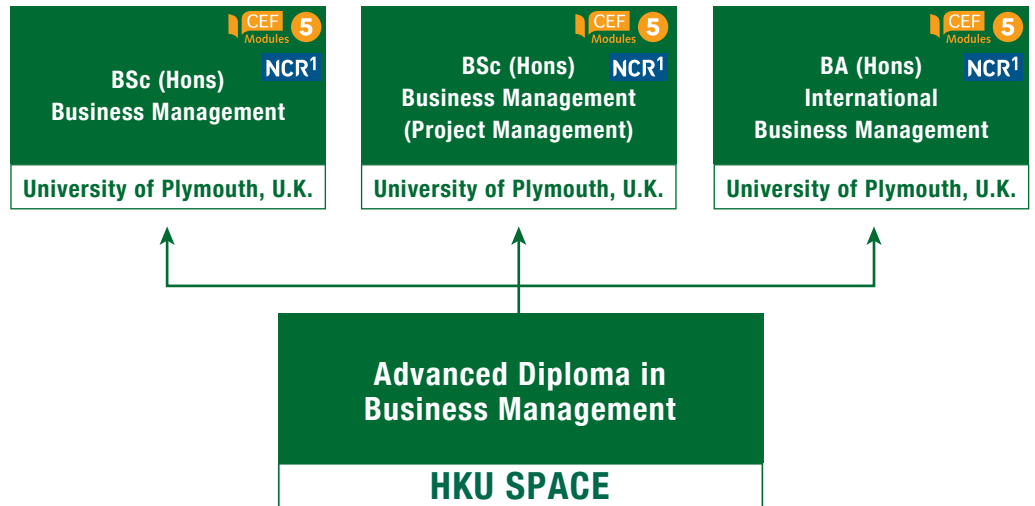 CEF 5
Modules
NCR1
BSc (Hons)
Business Management
University of Plymouth, U.K.
CEF 5
Modules
NCR1
BSc (Hons)
Business Management
(Project Management)
University of Plymouth, U.K.
CEF 5
Modules
NCR1
BA (Hons)
International
Business Management
University of Plymouth, U.K.
Advanced Diploma in
Business Management
HKU SPACE